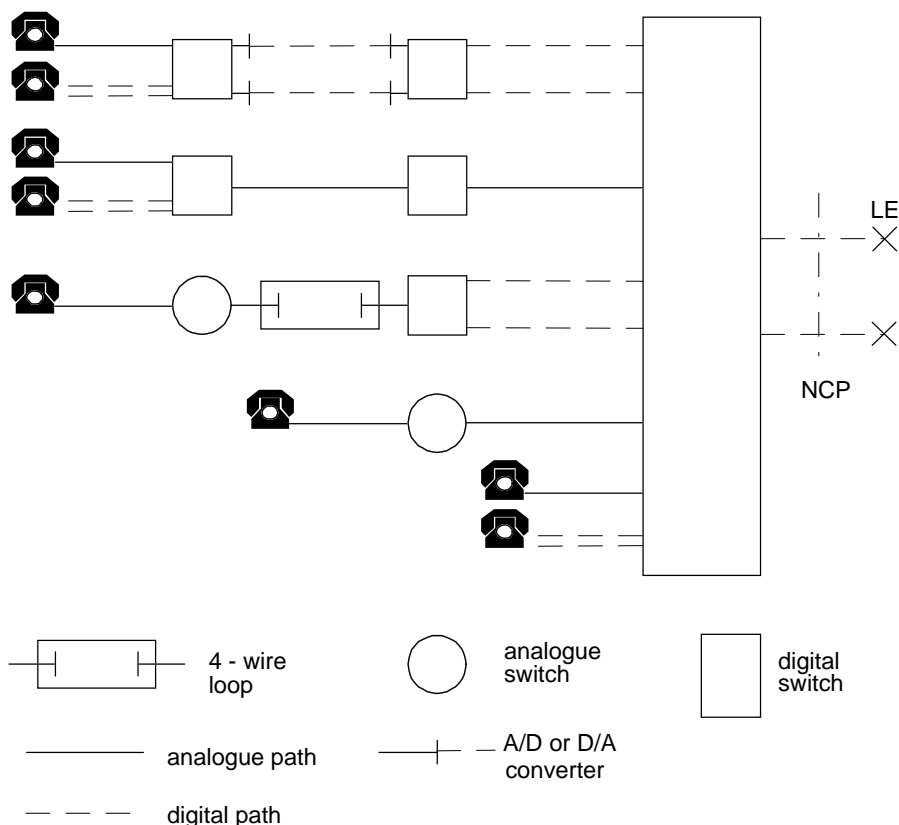 LE
NCP
4 - wire
loop
analogue
switch
digital
switch
analogue path
A/D or D/A
converter
digital path